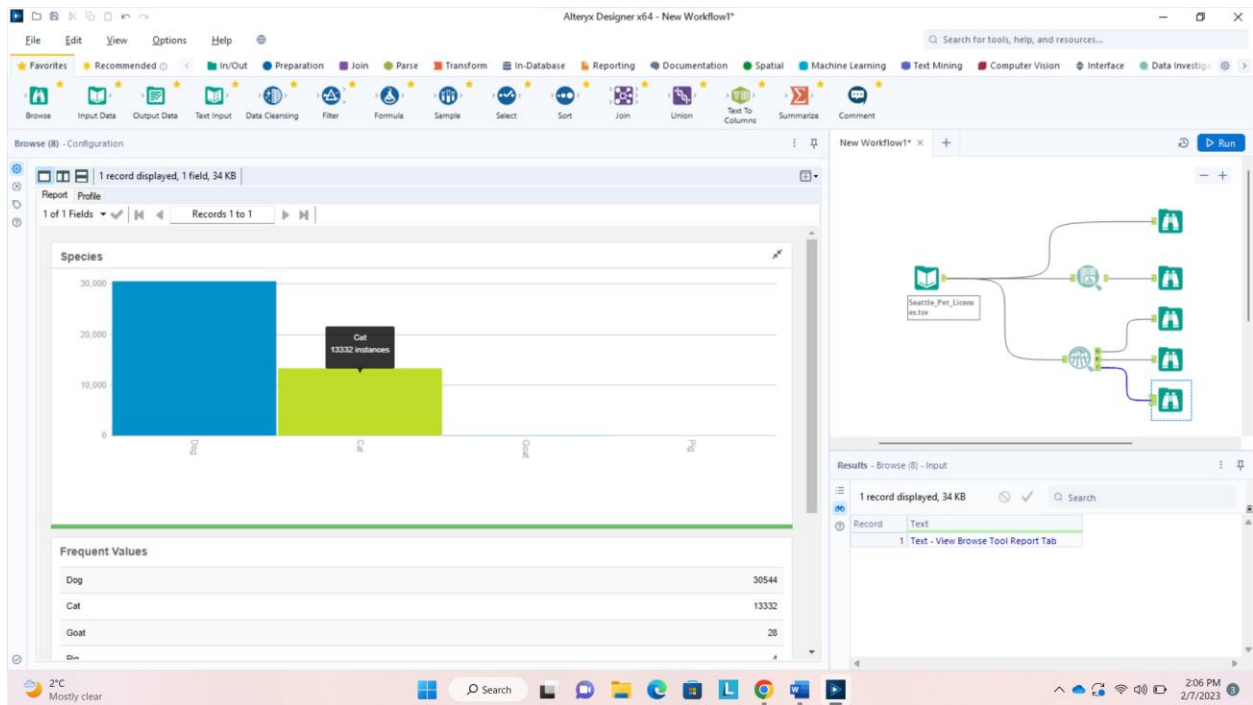 Alteryx Designer x64 - New Workflow1*
File Edit View Options Help
Search for tools, help, and resources...
Favorites Recommended In/Out Preparation Join Parse Transform In-Database Reporting Documentation Spatial Machine Learning Text Mining Computer Vision Interface Data Investig
Browse Input Data Output Data Text Input Data Cleansing Filter Formula Sample Select Sort Join Union Text To Columns Summarize Comment
Browse (8) - Configuration
1 record displayed, 1 field, 34 KB
Report Profile
1 of 1 Fields Records 1 to 1
Species
30,000
20,000
10,000
0
Cat
13332 instances
Dog Cat Goat Pig
Frequent Values
Dog 30544
Cat 13332
Goat 28
Pig 4
New Workflow1* Run
Seattle_Pet_Licens
es.tsv
Results - Browse (8) - Input
1 record displayed, 34 KB Search
Record Text
1 Text - View Browse Tool Report Tab
2°C
Mostly clear
Search
2:06 PM
2/7/2023
3